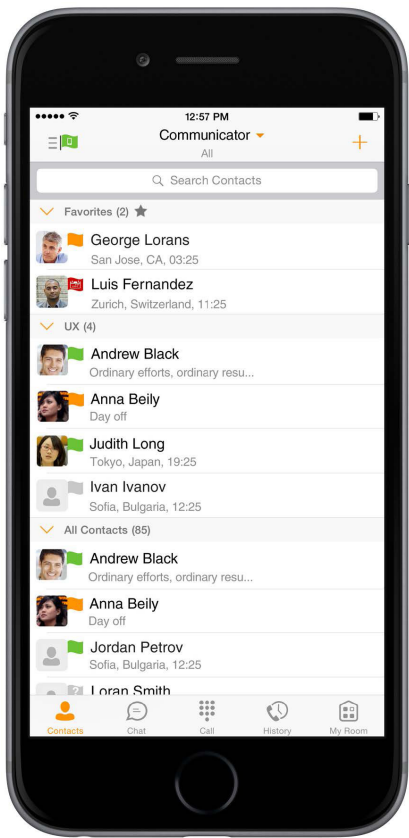 12:57 PM
Communicator
All
Search Contacts
Favorites (2)
George Lorans
San Jose, CA, 03:25
Luis Fernandez
Zurich, Switzerland, 11:25
UX (4)
Andrew Black
Ordinary efforts, ordinary resu...
Anna Beily
Day off
Judith Long
Tokyo, Japan, 19:25
Ivan Ivanov
Sofia, Bulgaria, 12:25
All Contacts (85)
Andrew Black
Ordinary efforts, ordinary resu...
Anna Beily
Day off
Jordan Petrov
Sofia, Bulgaria, 12:25
?
Loran Smith
Contacts Chat Call History My Room